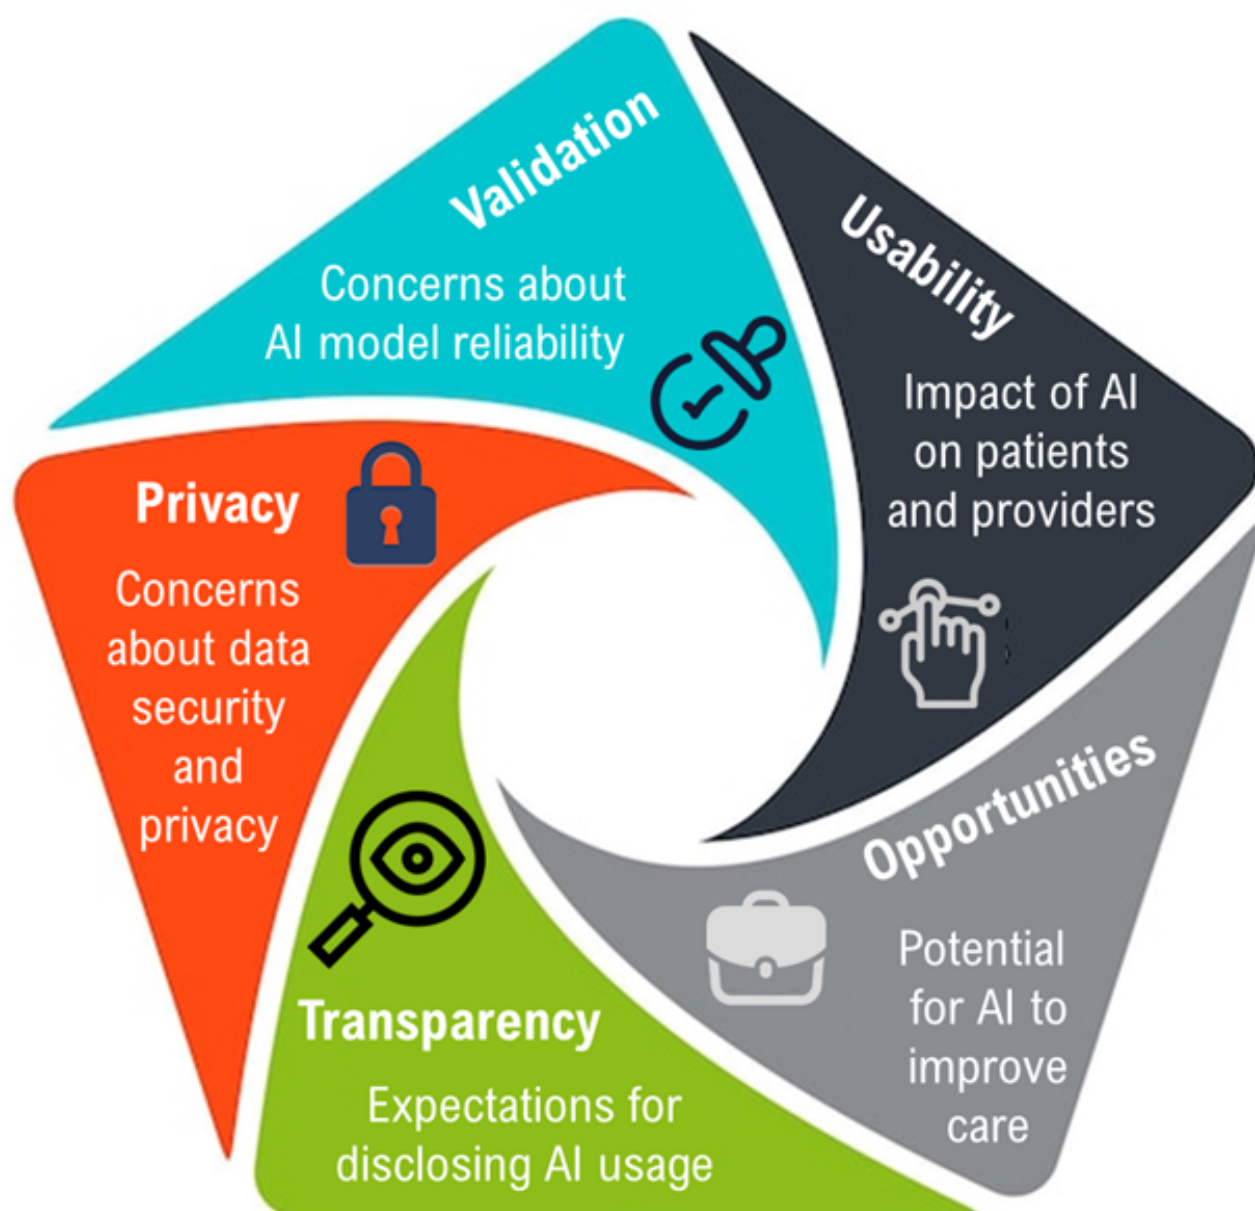 Validation
Concerns about
AI model reliability
Usability
Impact of AI
on patients
and providers
Opportunities
Potential
for AI to
improve
care
Transparency
Expectations for
disclosing AI usage
Privacy
Concerns
about data
security
and
privacy